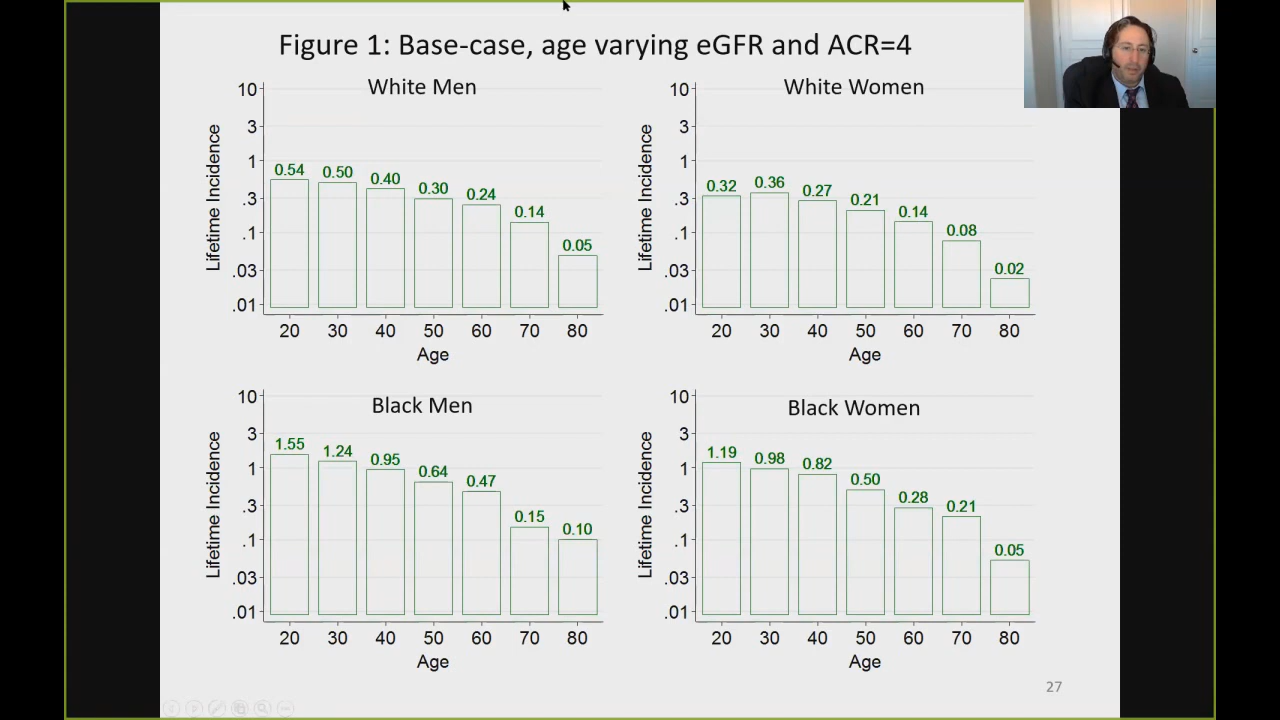 Figure 1: Base-case, age varying eGFR and ACR=4
White Men
Lifetime Incidence
10
3
1
.3
.1
.03
.01
0.54 0.50 0.40 0.30 0.24 0.14 0.05
20 30 40 50 60 70 80
Age
White Women
Lifetime Incidence
10
3
1
.3
.1
.03
.01
0.32 0.36 0.27 0.21 0.14 0.08 0.02
20 30 40 50 60 70 80
Age
Black Men
Lifetime Incidence
10
3
1
.3
.1
.03
.01
1.55 1.24 0.95 0.64 0.47 0.15 0.10
20 30 40 50 60 70 80
Age
Black Women
Lifetime Incidence
10
3
1
.3
.1
.03
.01
1.19 0.98 0.82 0.50 0.28 0.21 0.05
20 30 40 50 60 70 80
Age
27